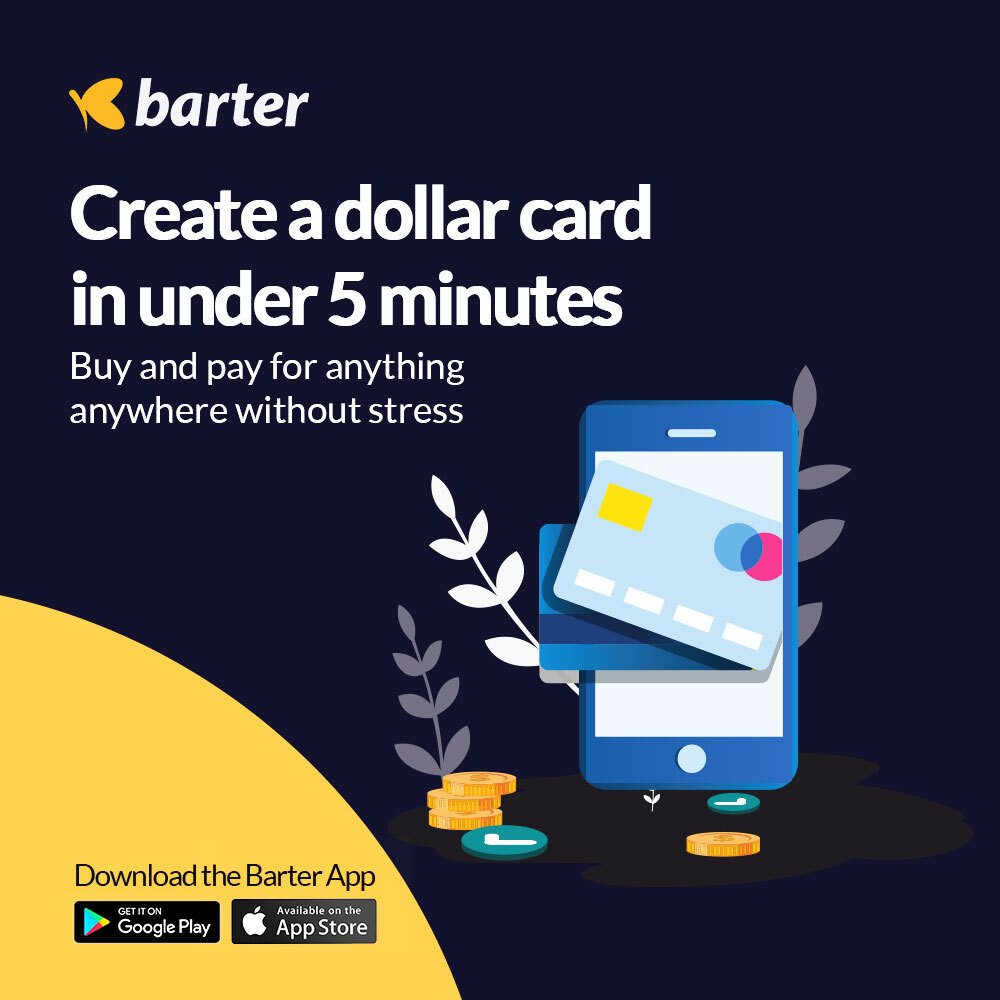 barter
Create a dollar card
in under 5 minutes
Buy and pay for anything
anywhere without stress
Download the Barter App
GET IT ON
Google Play
Available on the
App Store